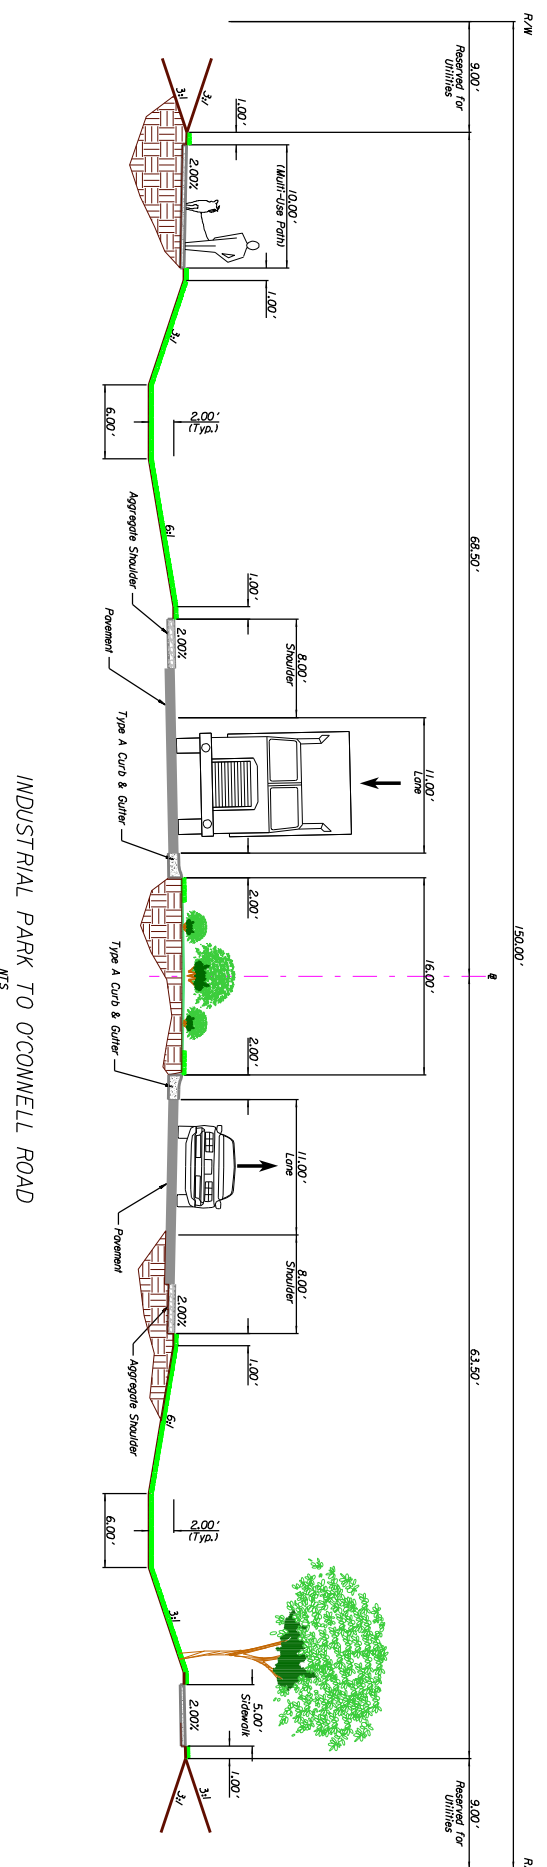 R/W
150.00'
R.
9.00'
Reserved for
Utilities
68.50'
63.50'
9.00'
Reserved for
Utilities
3:1
3:1
1.00'
10.00'
(Multi-Use Path)
2.00%
1.00'
3:1
6.00'
2.00'
(Typ.)
6:1
Aggregate Shoulder
1.00'
2.00%
8.00'
Shoulder
Pavement
11.00'
Lane
Type A Curb & Gutter
2.00'
16.00'
2.00'
Type A Curb & Gutter
11.00'
Lane
Pavement
8.00'
Shoulder
2.00%
1.00'
Aggregate Shoulder
6:1
2.00'
(Typ.)
6.00'
3:1
5.00'
Sidewalk
2.00%
1.00'
3:1
3:1
INDUSTRIAL PARK TO O'CONNELL ROAD
NTS